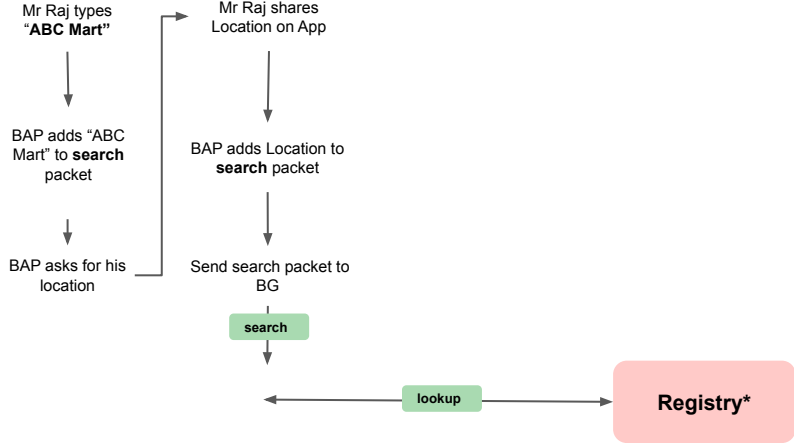 Mr Raj types
“ABC Mart”
BAP adds “ABC
Mart” to search
packet
BAP asks for his
location
Mr Raj shares
Location on App
BAP adds Location to
search packet
Send search packet to
BG
search
lookup
Registry*